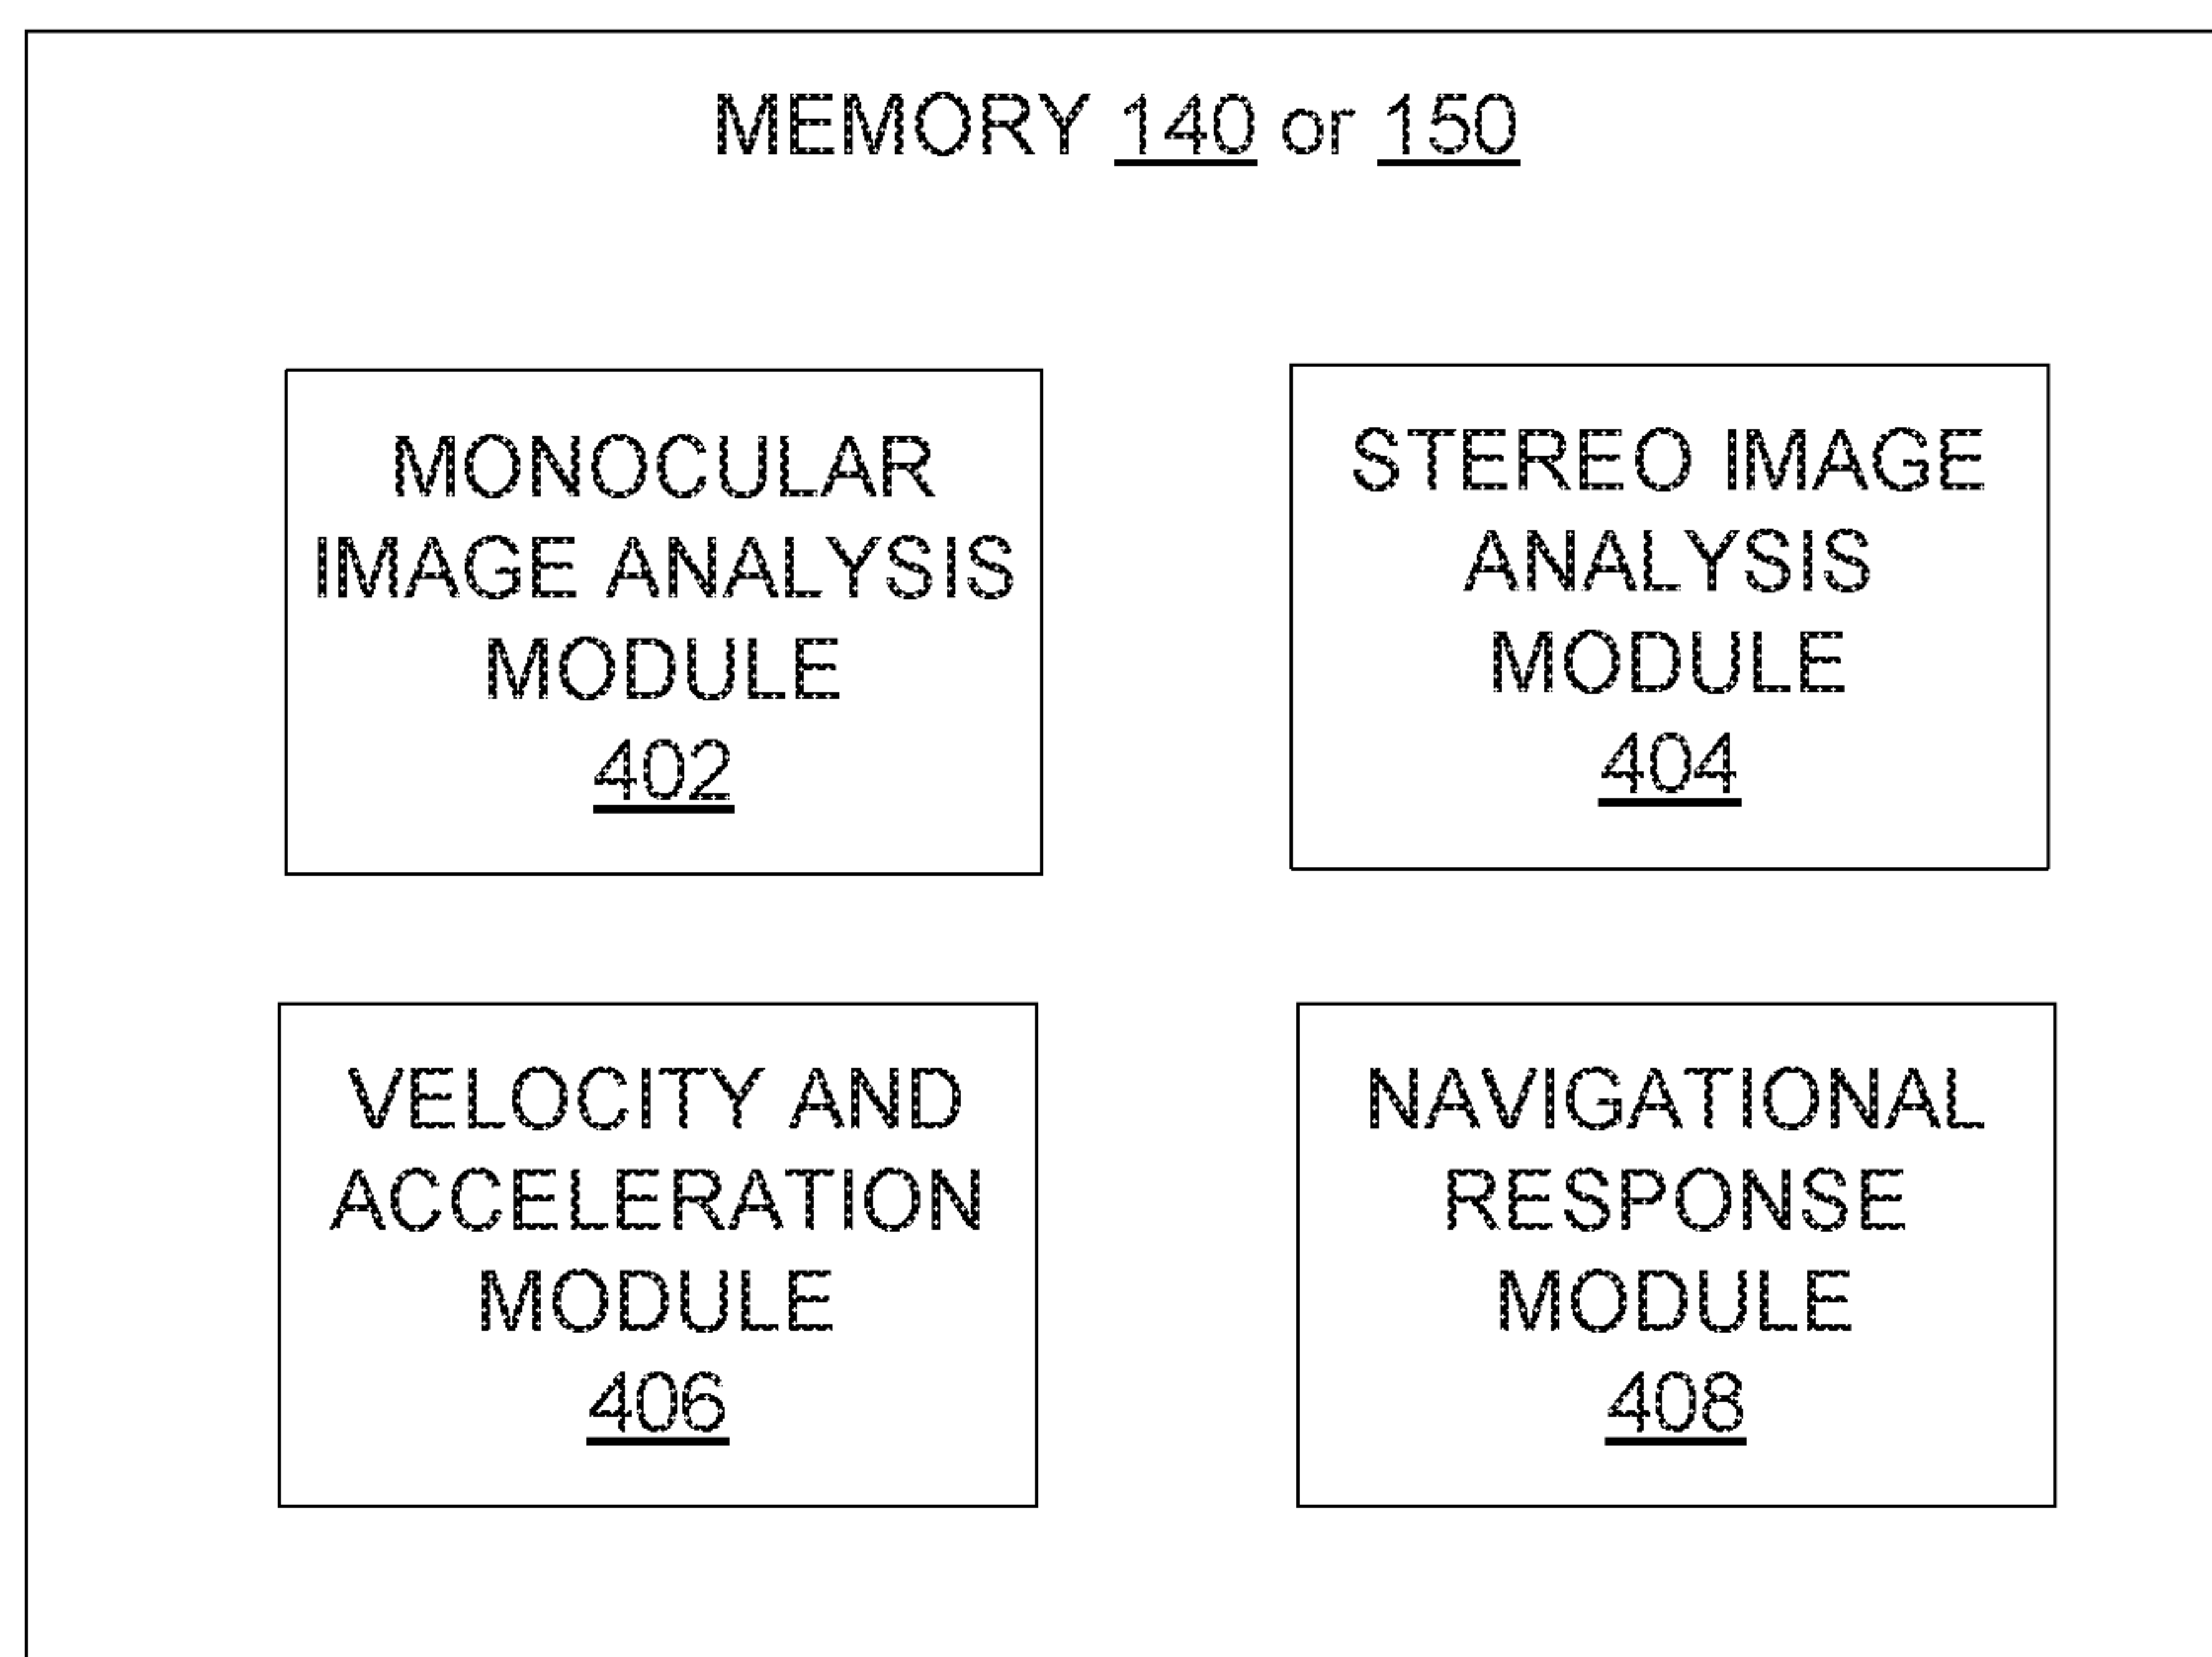 MEMORY 140 or 150
MONOCULAR
IMAGE ANALYSIS
MODULE
402
STEREO IMAGE
ANALYSIS
MODULE
404
VELOCITY AND
ACCELERATION
MODULE
406
NAVIGATIONAL
RESPONSE
MODULE
408